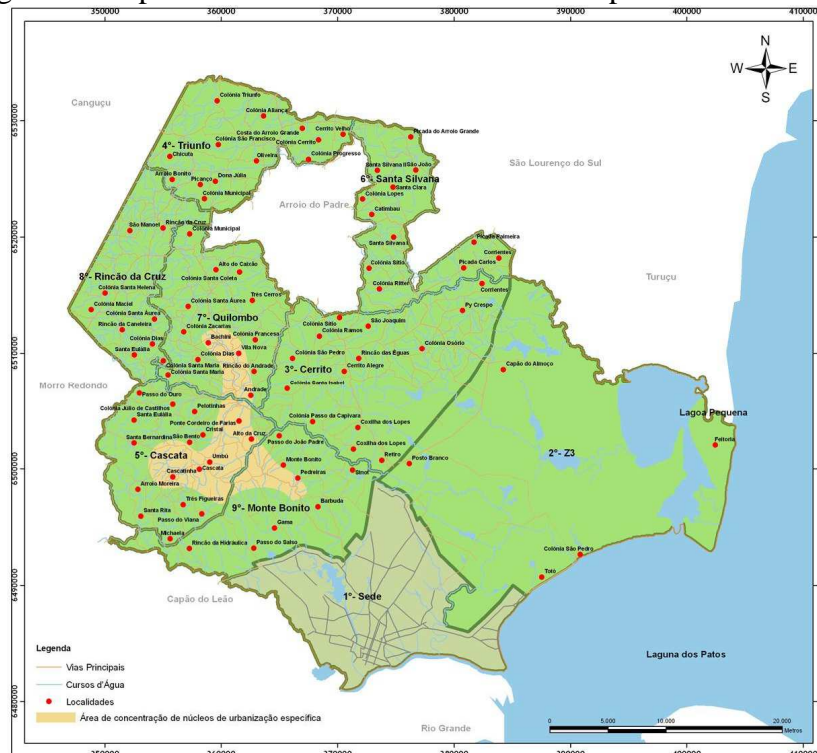 350000 360000 370000 380000 390000 400000 410000
N
W E
S
Canguçu
Colônia Triunfo
6530000
Colônia Aliança
Costa do Arroio Grande
Cerrito Velho
Picada do Arroio Grande
4º- Triunfo
Colônia São Francisco
Colônia Cerrito
Chicuta
Oliveira
Colônia Progresso
São Lourenço do Sul
Santa Silvana II
São João
Arroio Bonito
Picanço
Dona Júlia
6º- Santa Silvana
Santa Clara
Colônia Municipal
Colônia Lopes
Arroio do Padre
Catimbau
São Manoel
Rincão da Cruz
Colônia Municipal
6520000
Santa Silvana I
Picada Palmeira
Corrientes
Alto do Caixão
Colônia Sítio
Picada Carlos
8º- Rincão da Cruz
Colônia Santa Coleta
Turuçu
Colônia Santa Helena
Colônia Ritter
Corrientes
Colônia Maciel
Colônia Santa Áurea
Três Cerros
Colônia Santa Áurea
7º- Quilombo
Py Crespo
Rincão da Caneleira
Colônia Zacarias
Colônia Sítio
São Joaquim
Colônia Dias
Bachini
Colônia Francesa
Colônia Ramos
6510000
Santa Eulália
Colônia Dias
Vila Nova
Colônia São Pedro
Rincão das Éguas
Colônia Osório
Colônia Santa Maria
Rincão do Andrade
3º- Cerrito
Cerrito Alegre
Capão do Almoço
Colônia Santa Maria
Morro Redondo
Passo do Ouro
Andrade
Colônia Santa Isabel
Colônia Júlio de Castilhos
Pelotinhas
Santa Eulália
Ponte Cordeiro de Farias
Colônia Passo da Capivara
Coxilha dos Lopes
Lagoa Pequena
Cristal
Santa Bernardina
São Bento
Alto da Cruz
Passo do João Padre
Coxilha dos Lopes
Feitoria
5º- Cascata
Umbú
Monte Bonito
Retiro
Posto Branco
2º- Z3
6500000
Cascatinha
Cascata
Pedreiras
Sinot
Arroio Moreira
Três Figueiras
9º- Monte Bonito
Barbuda
Santa Rita
Passo do Viana
Gama
Michaela
Rincão da Hidráulica
Passo do Salso
Colônia São Pedro
Totó
6490000
Capão do Leão
1º- Sede
Legenda
Vias Principais
Cursos d'Água
Localidades
Área de concentração de núcleos de urbanização específica
Laguna dos Patos
6480000
Rio Grande
0 5.000 10.000 20.000
Metros